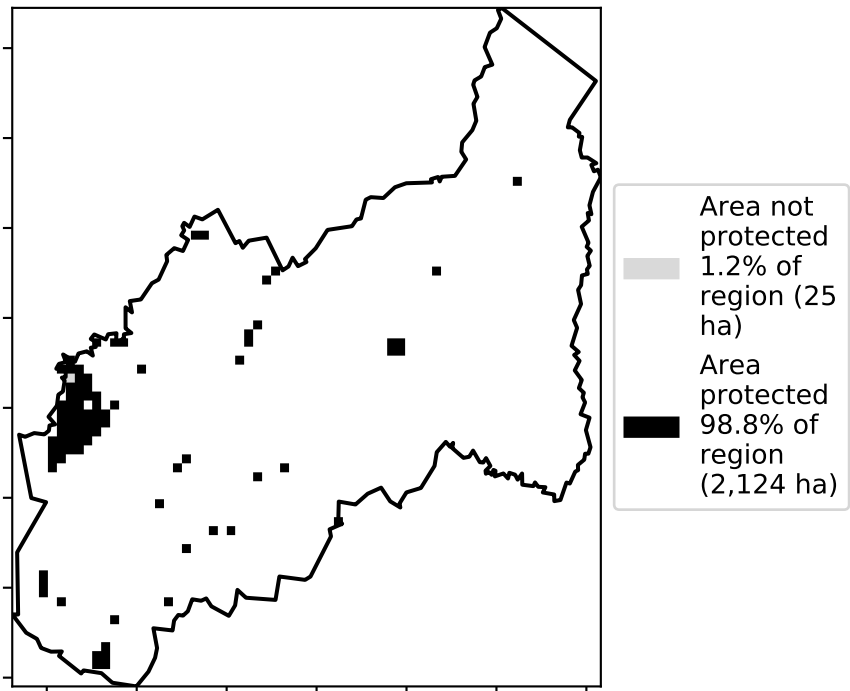 Area not
protected
1.2% of
region (25
ha)
Area
protected
98.8% of
region
(2,124 ha)